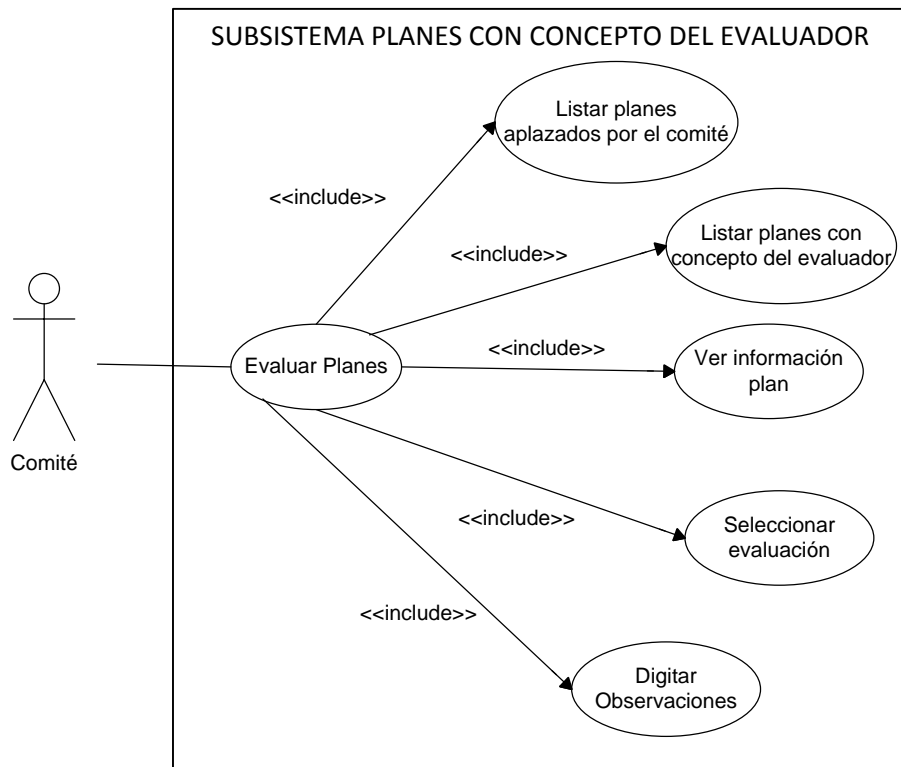 SUBSISTEMA PLANES CON CONCEPTO DEL EVALUADOR
Listar planes
aplazados por el comité
<<include>>
<<include>>
Listar planes con
concepto del evaluador
<<include>>
Evaluar Planes
Ver información
plan
Comité
<<include>>
Seleccionar
evaluación
<<include>>
Digitar
Observaciones